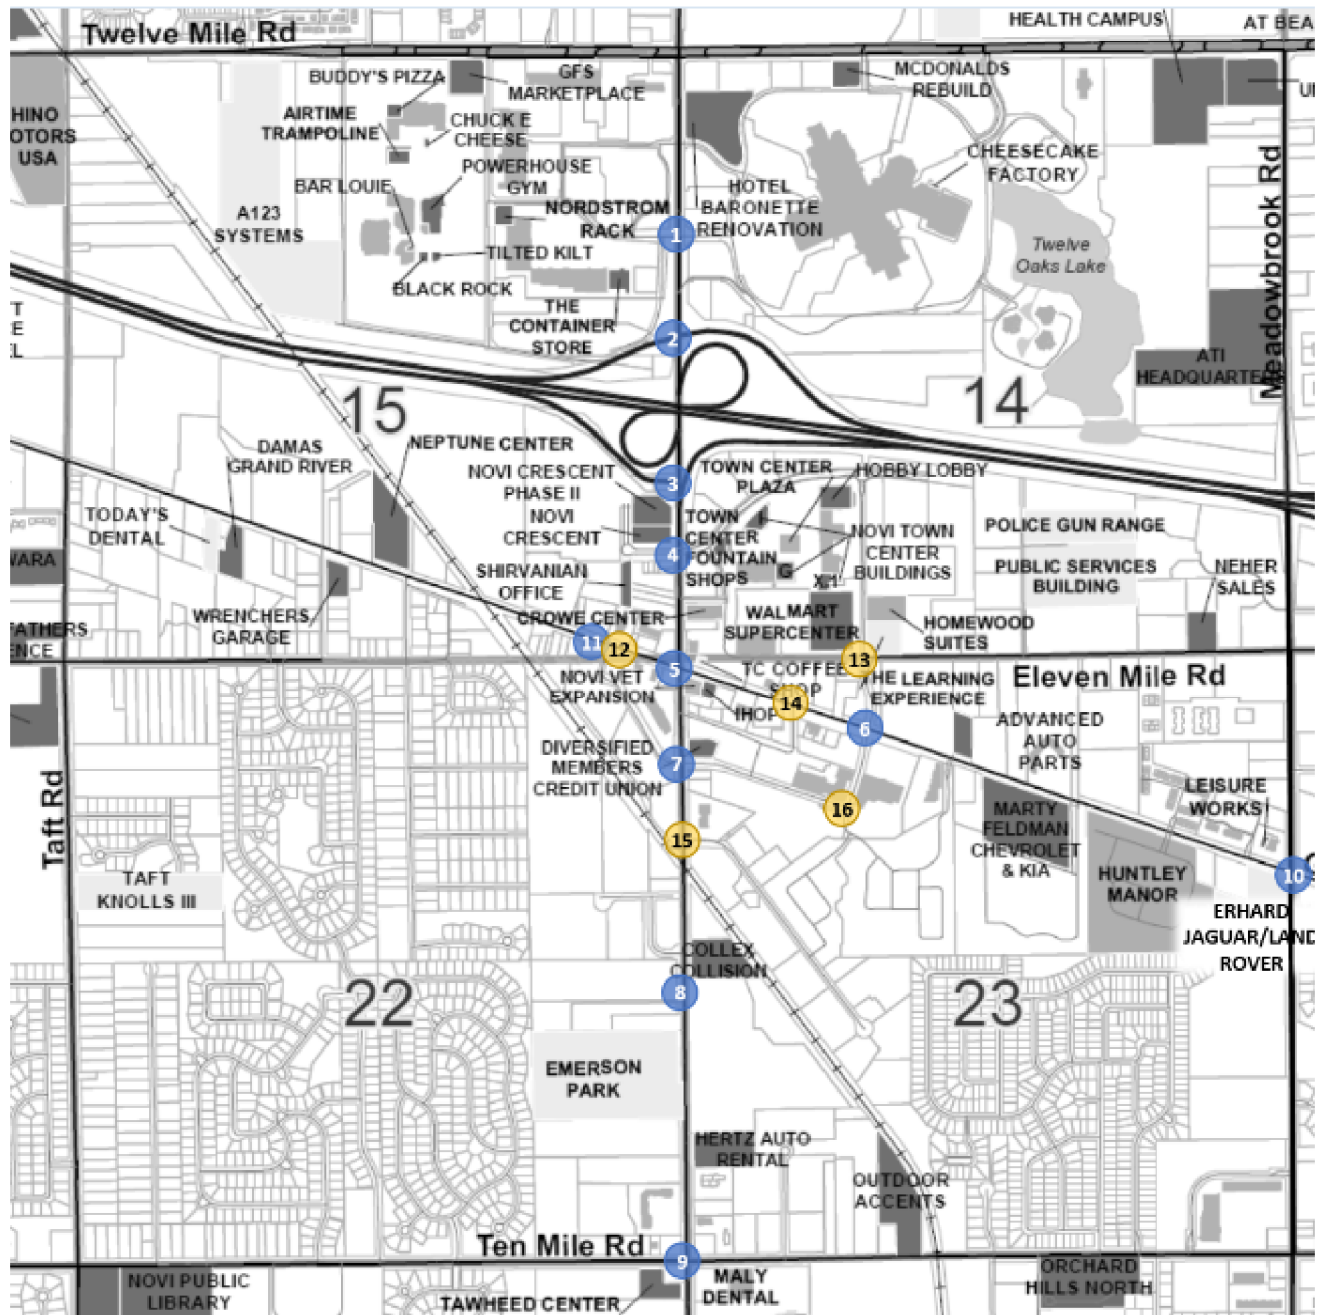 HEALTH CAMPUS
AT BEA
Twelve Mile Rd
BUDDY'S PIZZA
GFS
MARKETPLACE
MCDONALDS
REBUILD
HINO
OTORS
USA
AIRTIME
TRAMPOLINE
CHUCK E
CHEESE
CHEESECAKE
FACTORY
Meadowbrook Rd
POWERHOUSE
GYM
BAR LOUIE
HOTEL
BARONETTE
RENOVATION
NORDSTROM
RACK
1
A123
SYSTEMS
TILTED KILT
Twelve
Oaks Lake
BLACK ROCK
THE
CONTAINER
STORE
2
T
E
L
ATI
HEADQUARTE
15
14
DAMAS
GRAND RIVER
NEPTUNE CENTER
NOVI CRESCENT
PHASE II
3
TOWN CENTER
PLAZA
HOBBY LOBBY
TODAY'S
DENTAL
NOVI
CRESCENT
TOWN
CENTER
FOUNTAIN
SHOPS
4
G
NOVI TOWN
CENTER
BUILDINGS
POLICE GUN RANGE
PUBLIC SERVICES
BUILDING
NEHER
SALES
WARA
SHIRVANIAN
OFFICE
WRENCHERS
GARAGE
CROWE CENTER
WALMART
SUPERCENTER
HOMEWOOD
SUITES
FATHERS
ENCE
11
12
5
13
NOVI VET
EXPANSION
TC COFFEE
SHOP
THE LEARNING
EXPERIENCE
Eleven Mile Rd
IHOP
14
6
ADVANCED
AUTO
PARTS
DIVERSIFIED
MEMBERS
CREDIT UNION
7
Taft Rd
16
MARTY
FELDMAN
CHEVROLET
& KIA
LEISURE
WORKS
15
TAFT
KNOLLS III
HUNTLEY
MANOR
10
ERHARD
JAGUAR/LAND
ROVER
COLLEX
COLLISION
22
8
23
EMERSON
PARK
HERTZ AUTO
RENTAL
OUTDOOR
ACCENTS
Ten Mile Rd
9
NOVI PUBLIC
LIBRARY
TAWHEED CENTER
MALY
DENTAL
ORCHARD
HILLS NORTH